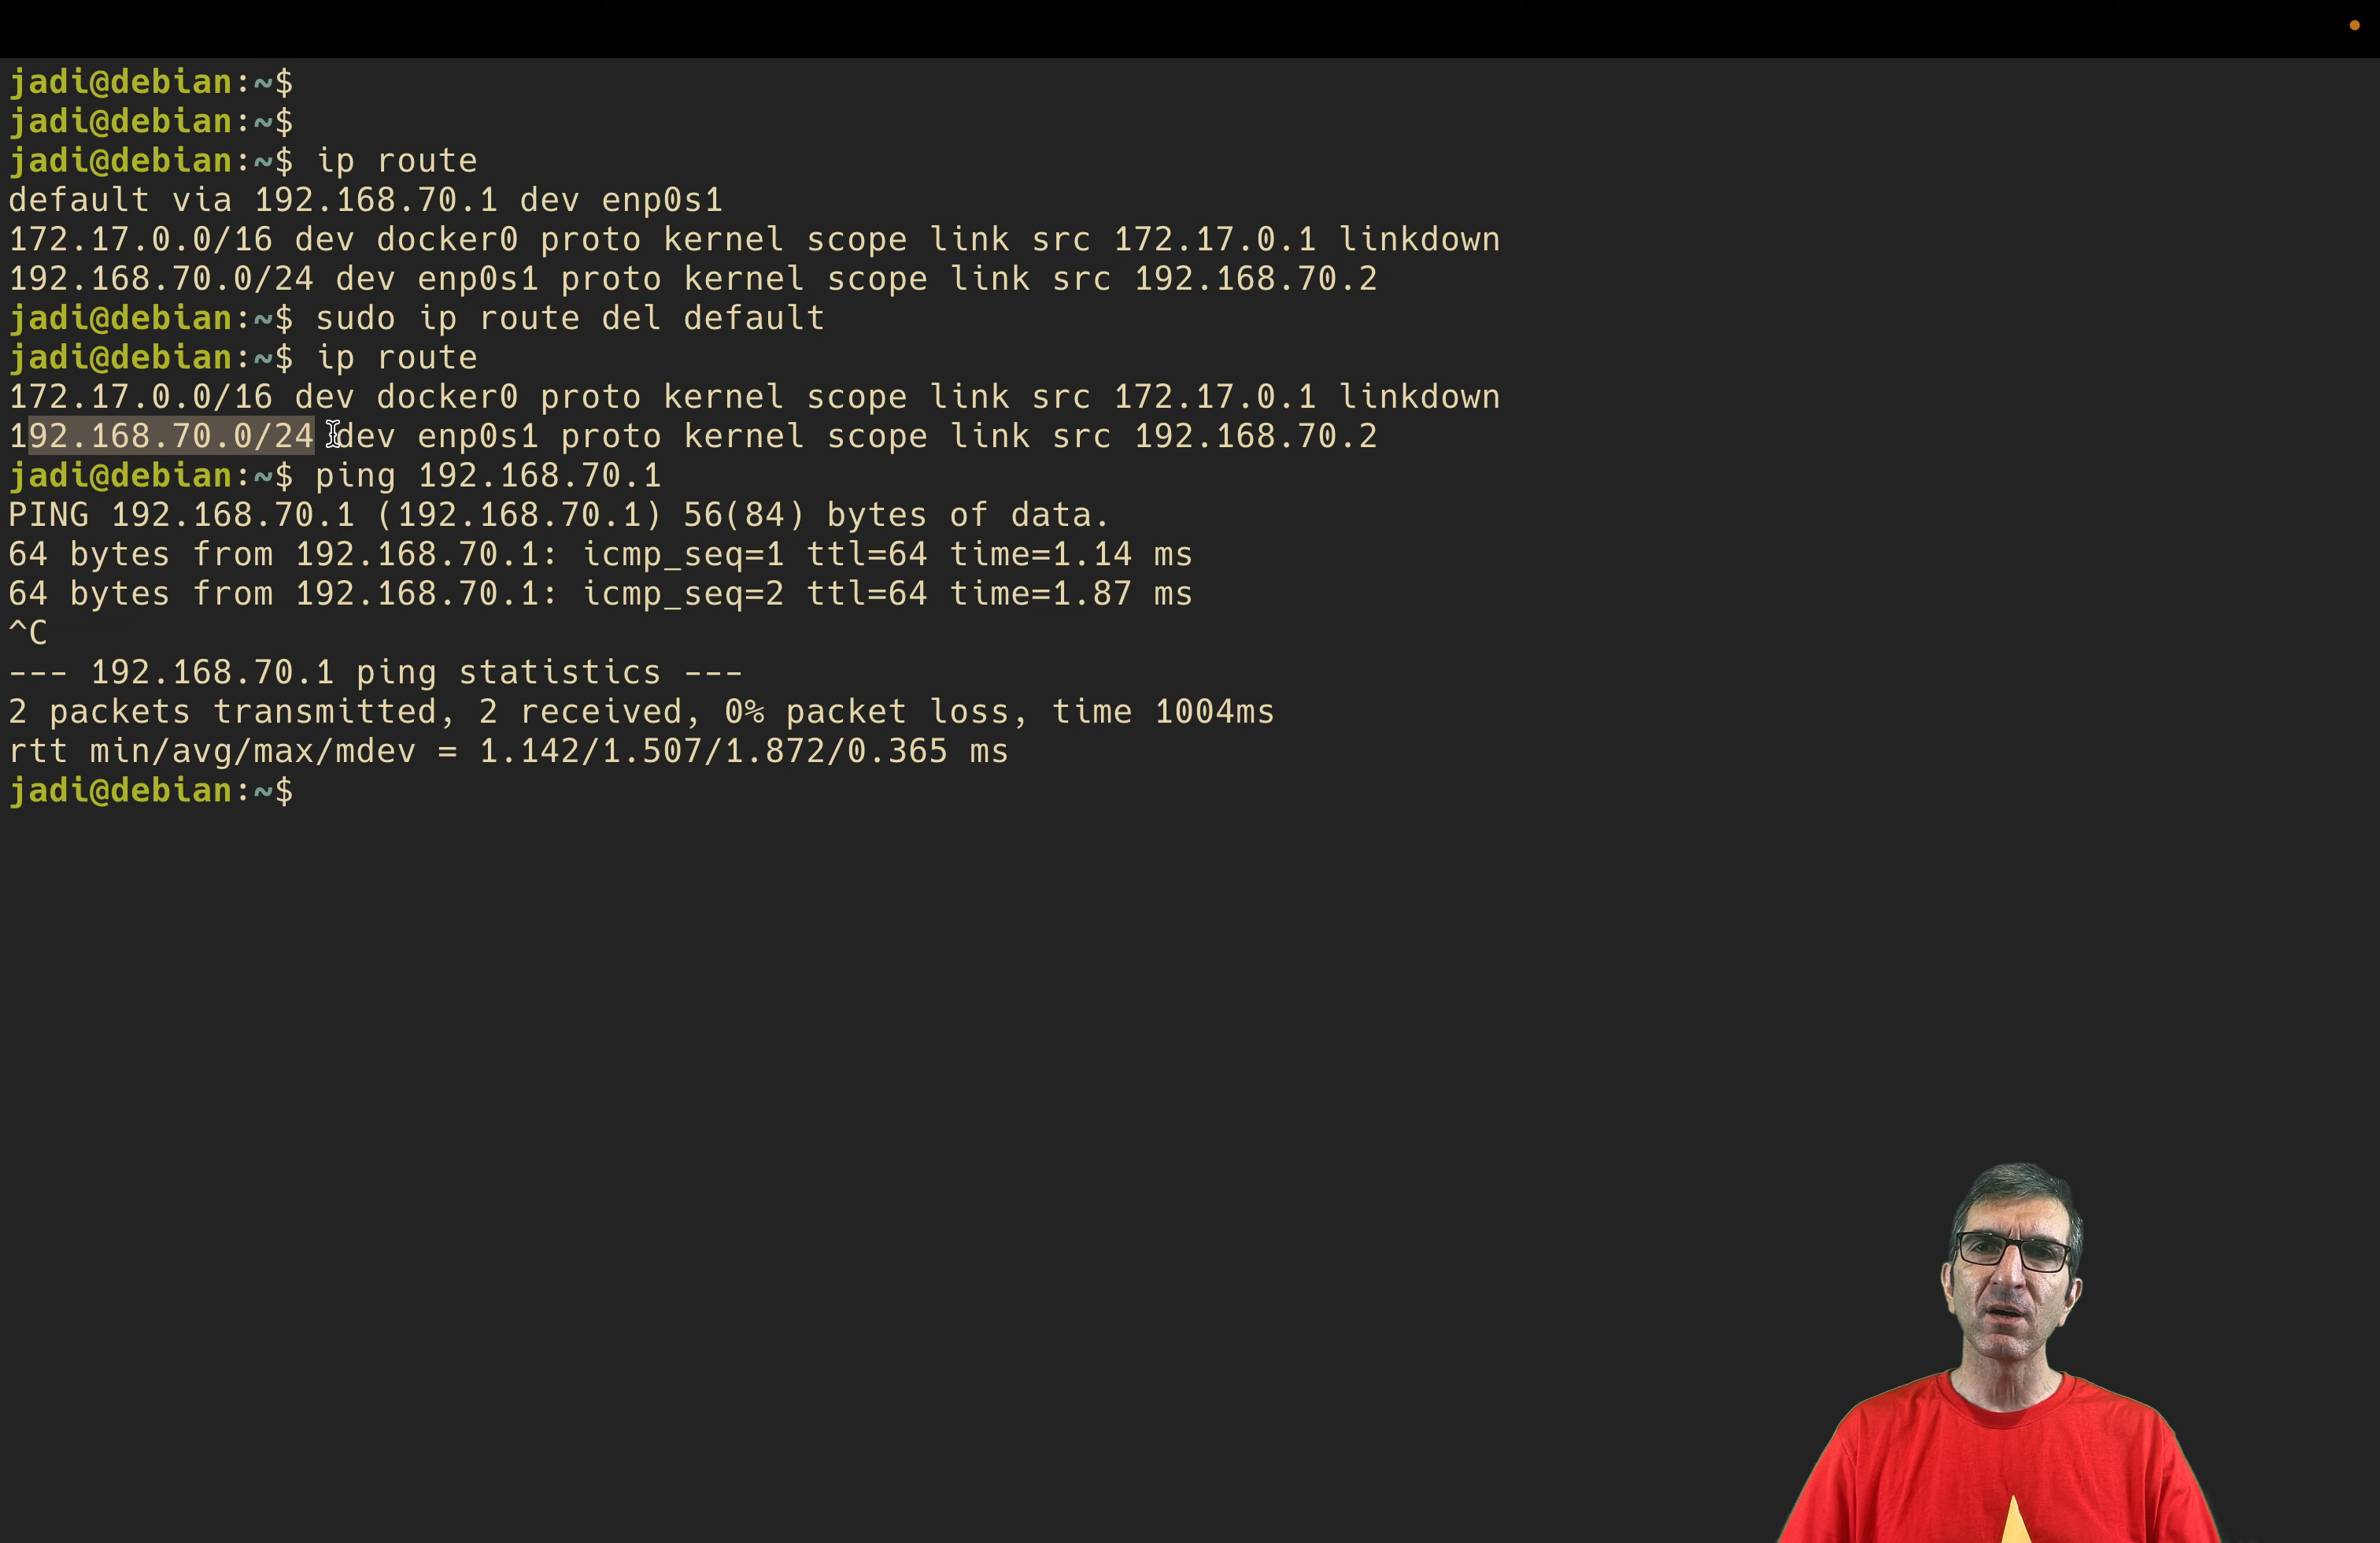 jadi@debian:~$
jadi@debian:~$
jadi@debian:~$ ip route
default via 192.168.70.1 dev enp0s1
172.17.0.0/16 dev docker0 proto kernel scope link src 172.17.0.1 linkdown
192.168.70.0/24 dev enp0s1 proto kernel scope link src 192.168.70.2
jadi@debian:~$ sudo ip route del default
jadi@debian:~$ ip route
172.17.0.0/16 dev docker0 proto kernel scope link src 172.17.0.1 linkdown
192.168.70.0/24 dev enp0s1 proto kernel scope link src 192.168.70.2
jadi@debian:~$ ping 192.168.70.1
PING 192.168.70.1 (192.168.70.1) 56(84) bytes of data.
64 bytes from 192.168.70.1: icmp_seq=1 ttl=64 time=1.14 ms
64 bytes from 192.168.70.1: icmp_seq=2 ttl=64 time=1.87 ms
^C
--- 192.168.70.1 ping statistics ---
2 packets transmitted, 2 received, 0% packet loss, time 1004ms
rtt min/avg/max/mdev = 1.142/1.507/1.872/0.365 ms
jadi@debian:~$